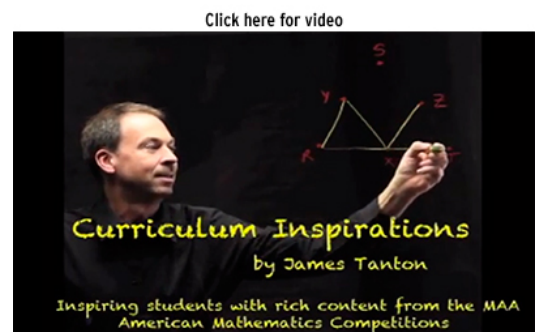 Click here for video
S
Y
Z
R
X
Curriculum Inspirations
by James Tanton
Inspiring students with rich content from the MAA
American Mathematics Competitions